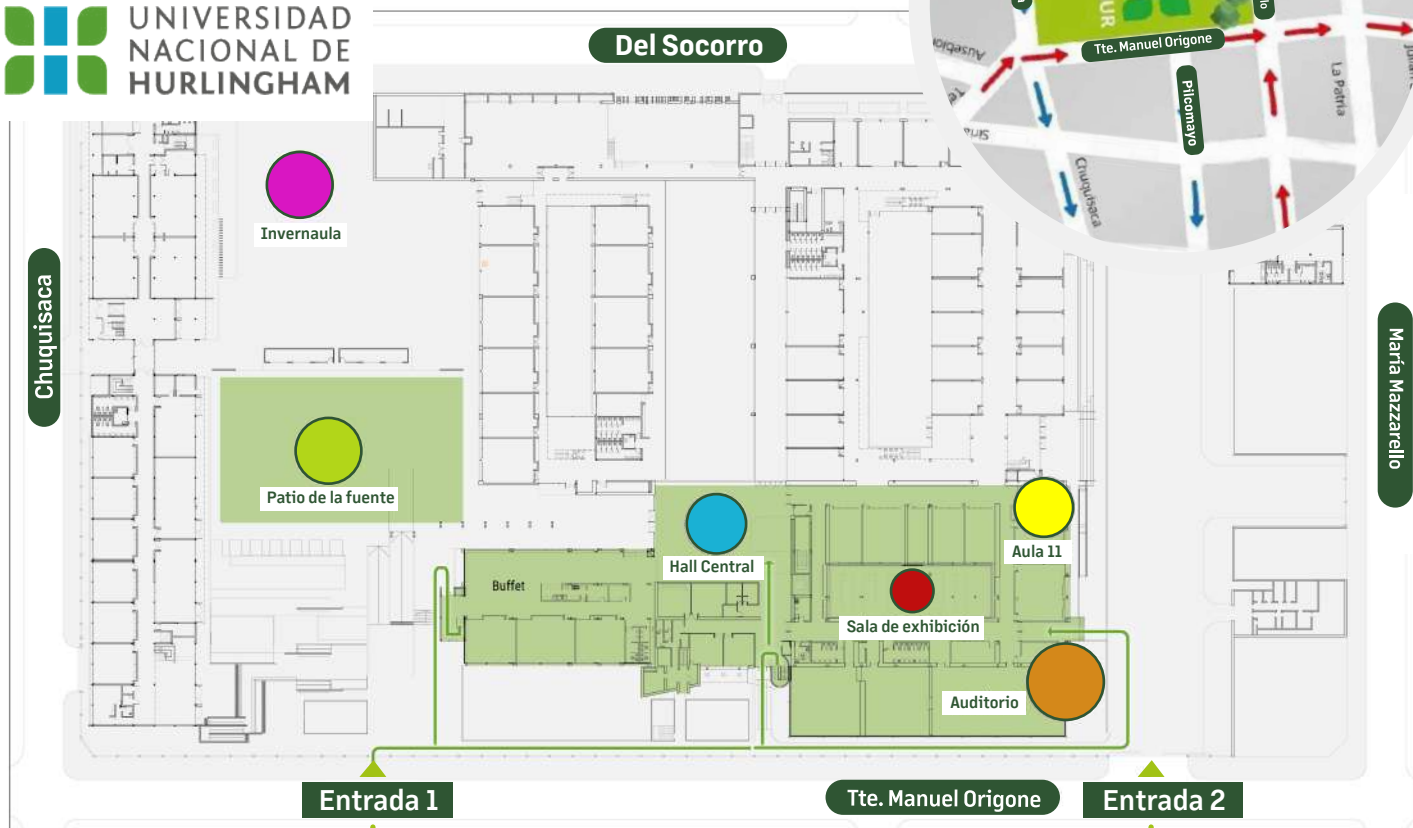 UNIVERSIDAD
NACIONAL DE
HURLINGHAM
Del Socorro
Tte. Manuel Origone
Pilcomayo
La Patria
Chuquisaca
Invernaula
Chuquisaca
María Mazzarello
Patio de la fuente
Hall Central
Aula 11
Buffet
Sala de exhibición
Auditorio
Entrada 1
Tte. Manuel Origone
Entrada 2